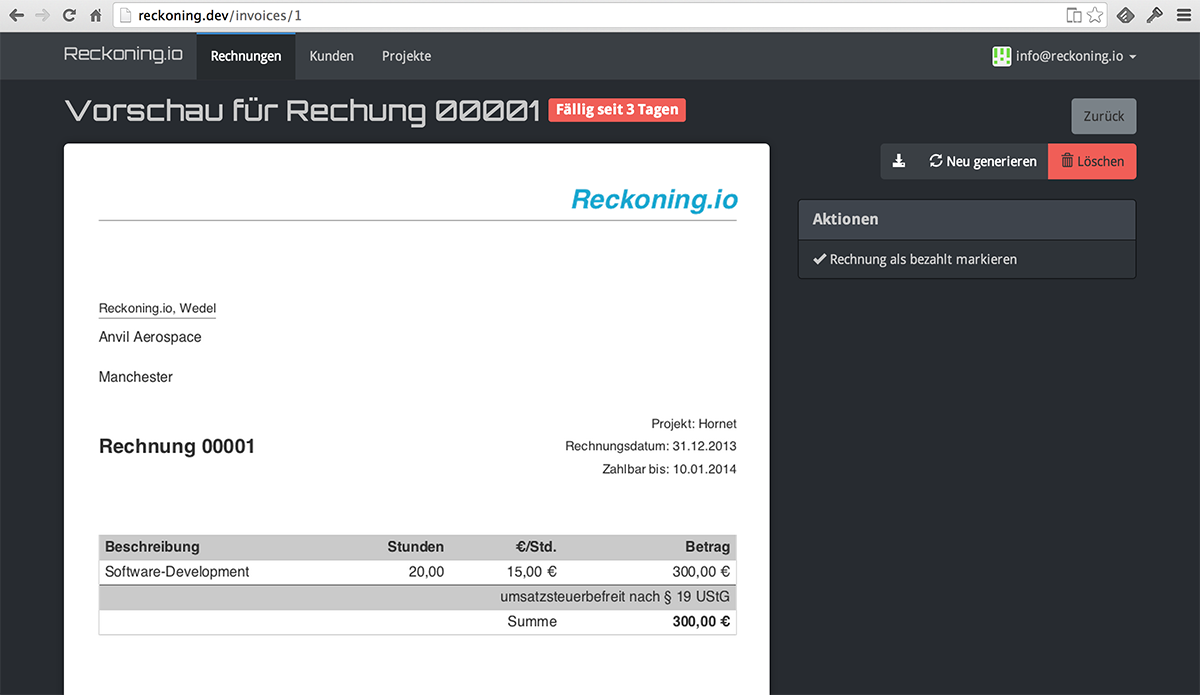 reckoning.dev/invoices/1
Reckoning.io Rechnungen Kunden Projekte info@reckoning.io
Vorschau für Rechung 00001 Fällig seit 3 Tagen
Zurück
Neu generieren Löschen
Aktionen
Rechnung als bezahlt markieren
Reckoning.io
Reckoning.io, Wedel
Anvil Aerospace
Manchester
Projekt: Hornet
Rechnung 00001
Rechnungsdatum: 31.12.2013
Zahlbar bis: 10.01.2014
Beschreibung Stunden €/Std. Betrag
Software-Development 20,00 15,00 € 300,00 €
umsatzsteuerbefreit nach § 19 UStG
Summe 300,00 €